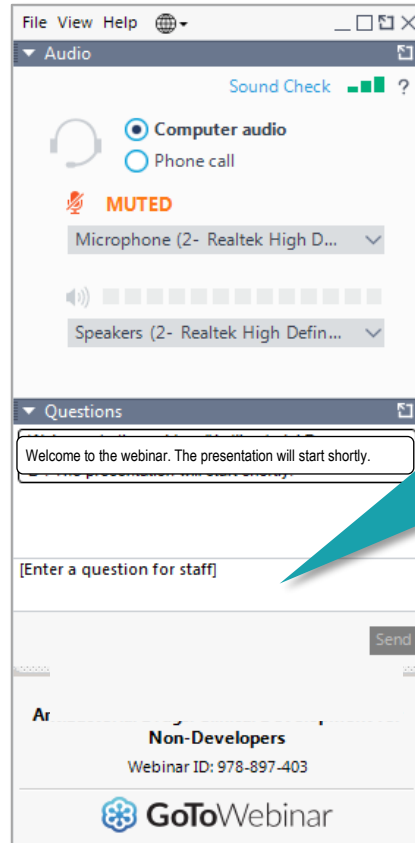 File View Help
Audio
Sound Check ?
Computer audio
Phone call
MUTED
Microphone (2- Realtek High D...
Speakers (2- Realtek High Defin...
Questions
Welcome to the webinar. The presentation will start shortly.
[Enter a question for staff]
Send
Non-Developers
Webinar ID: 978-897-403
GoToWebinar